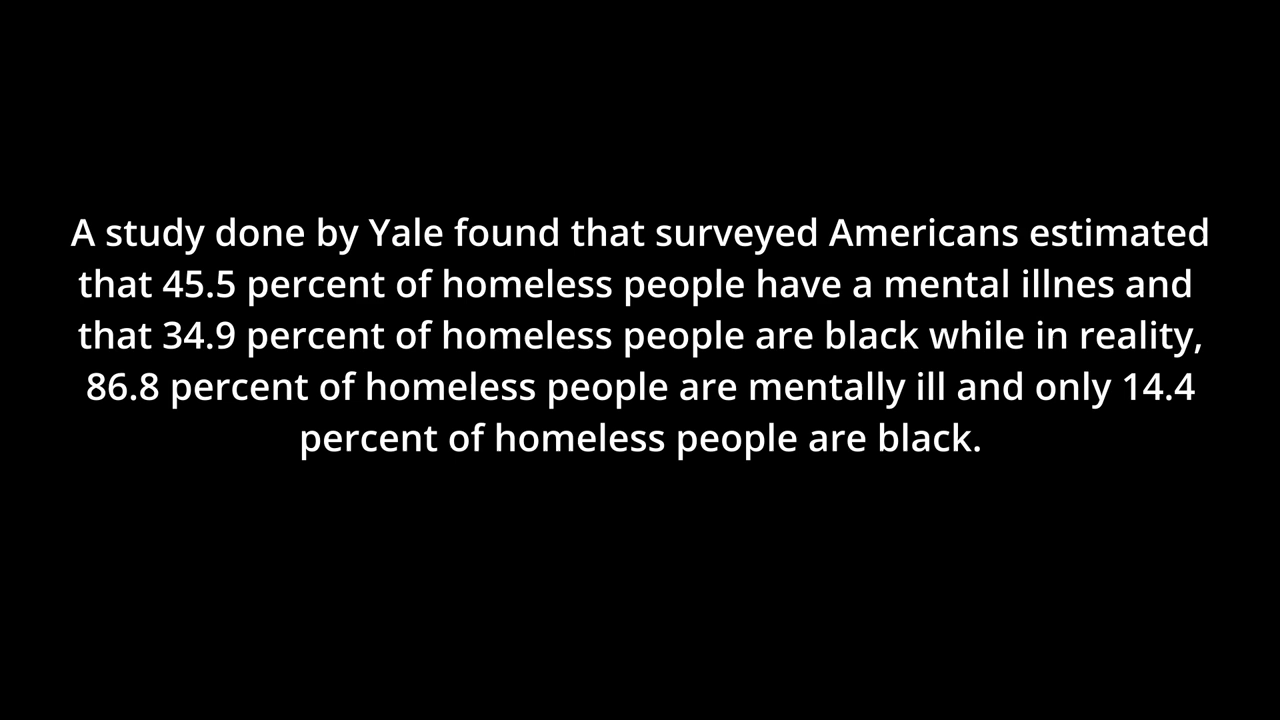 A study done by Yale found that surveyed Americans estimated
that 45.5 percent of homeless people have a mental illnes and
that 34.9 percent of homeless people are black while in reality,
86.8 percent of homeless people are mentally ill and only 14.4
percent of homeless people are black.